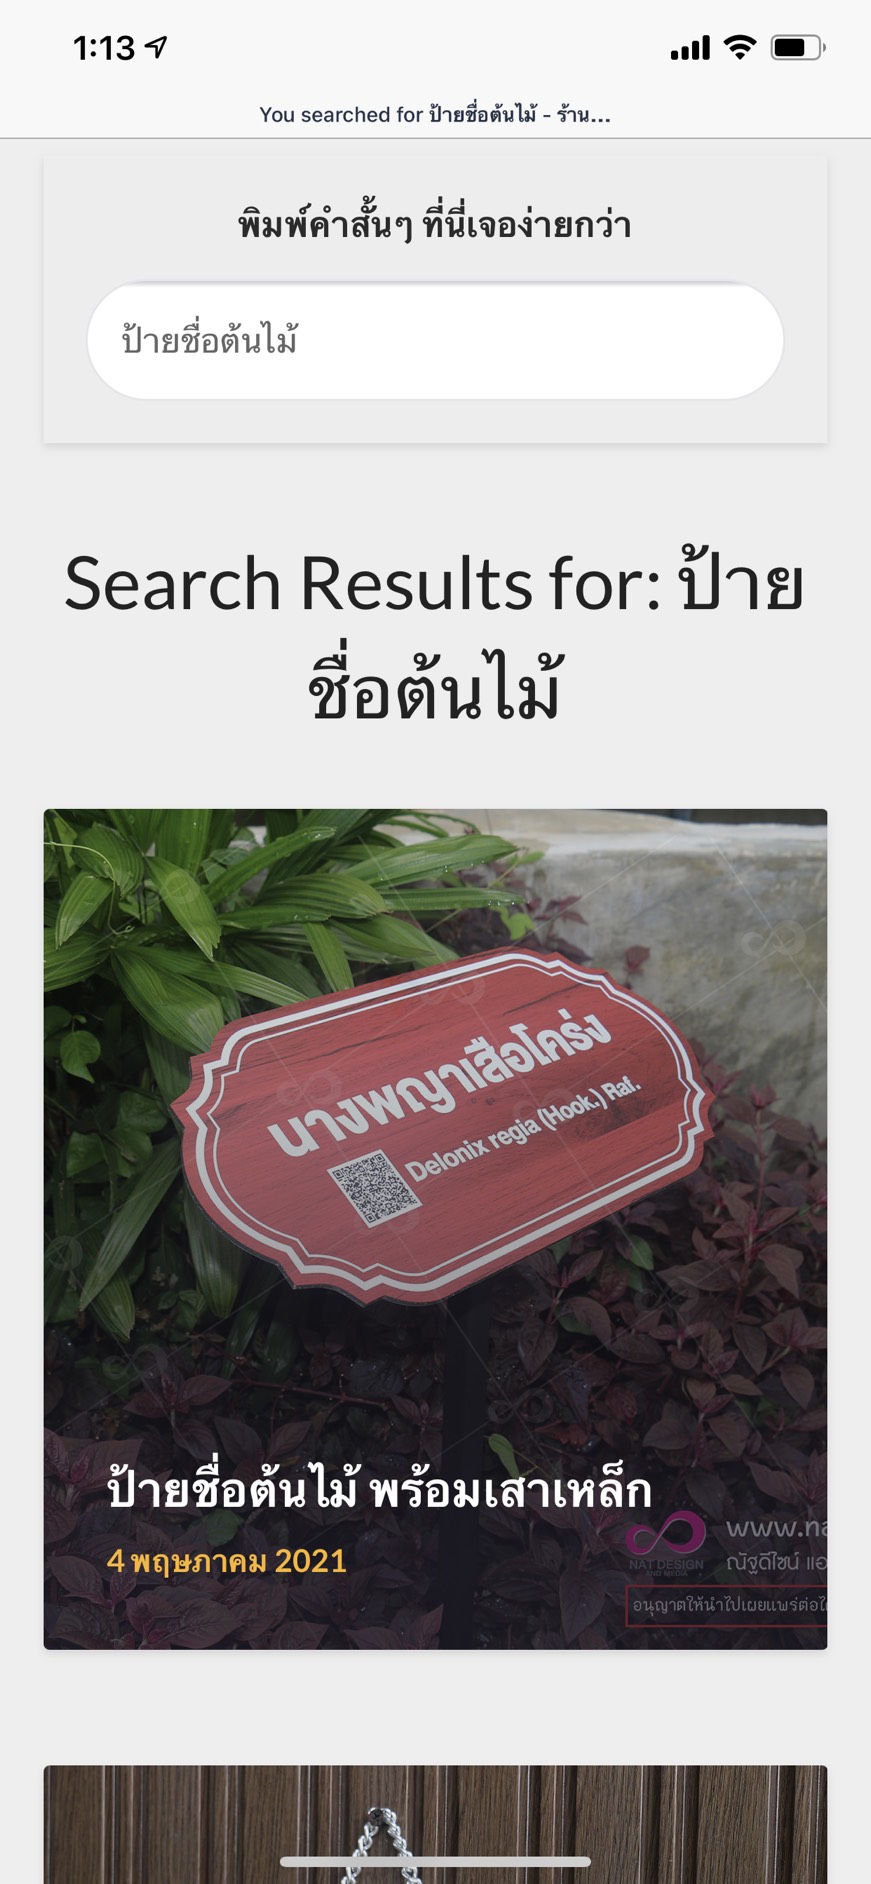 1:13
You searched for ป้ายชื่อต้นไม้ - ร้าน...
พิมพ์คำสั้นๆ ที่นี่เจอง่ายกว่า
ป้ายชื่อต้นไม้
Search Results for: ป้าย
ชื่อต้นไม้
นางพญาเสือโคร่ง
Delonix regia (Hook.) Raf.
ป้ายชื่อต้นไม้ พร้อมเสาเหล็ก
4 พฤษภาคม 2021
www.na
NAT DESIGN
AND MEDIA
ณัฐดีไซน์ แอ
อนุญาตให้นำไปเผยแพร่ต่อได้